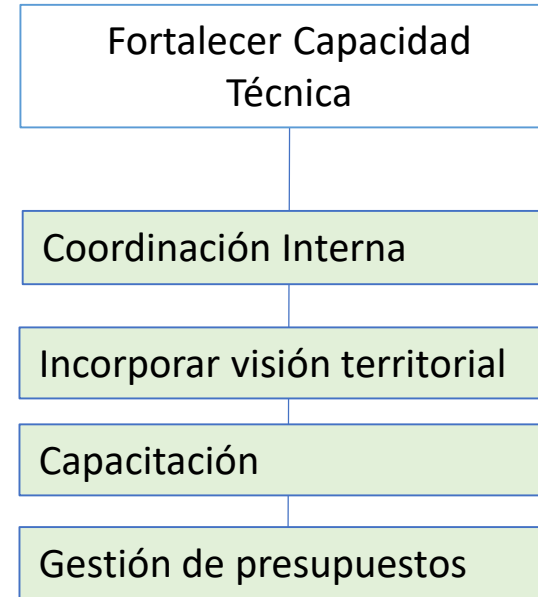 Fortalecer Capacidad
Técnica
Coordinación Interna
Incorporar visión territorial
Capacitación
Gestión de presupuestos